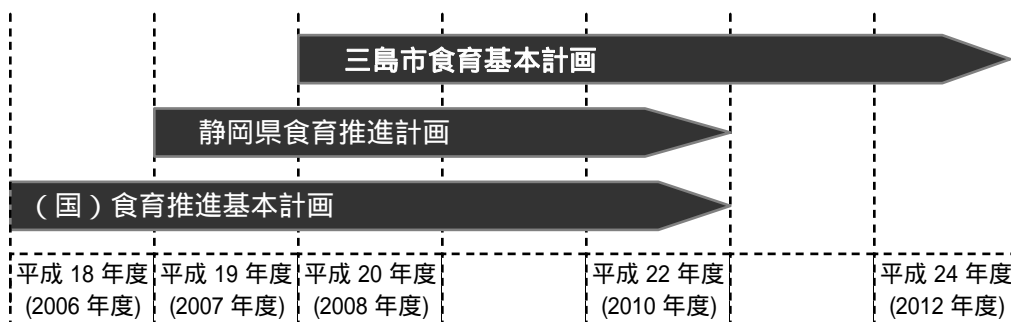 三島市食育基本計画
静岡県食育推進計画
（国）食育推進基本計画
平成 18 年度 平成 19 年度 平成 20 年度 平成 22 年度 平成 24 年度
(2006 年度) (2007 年度) (2008 年度) (2010 年度) (2012 年度)